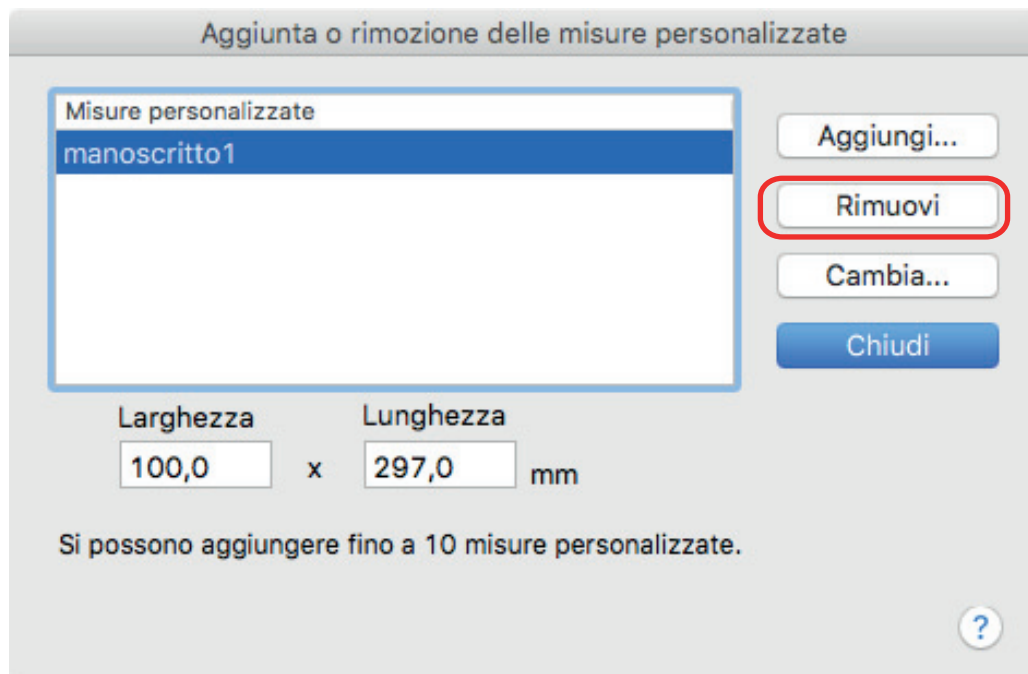 Aggiunta o rimozione delle misure personalizzate
Misure personalizzate
manoscritto1
Aggiungi...
Rimuovi
Cambia...
Chiudi
Larghezza Lunghezza
100,0 x 297,0 mm
Si possono aggiungere fino a 10 misure personalizzate.
?